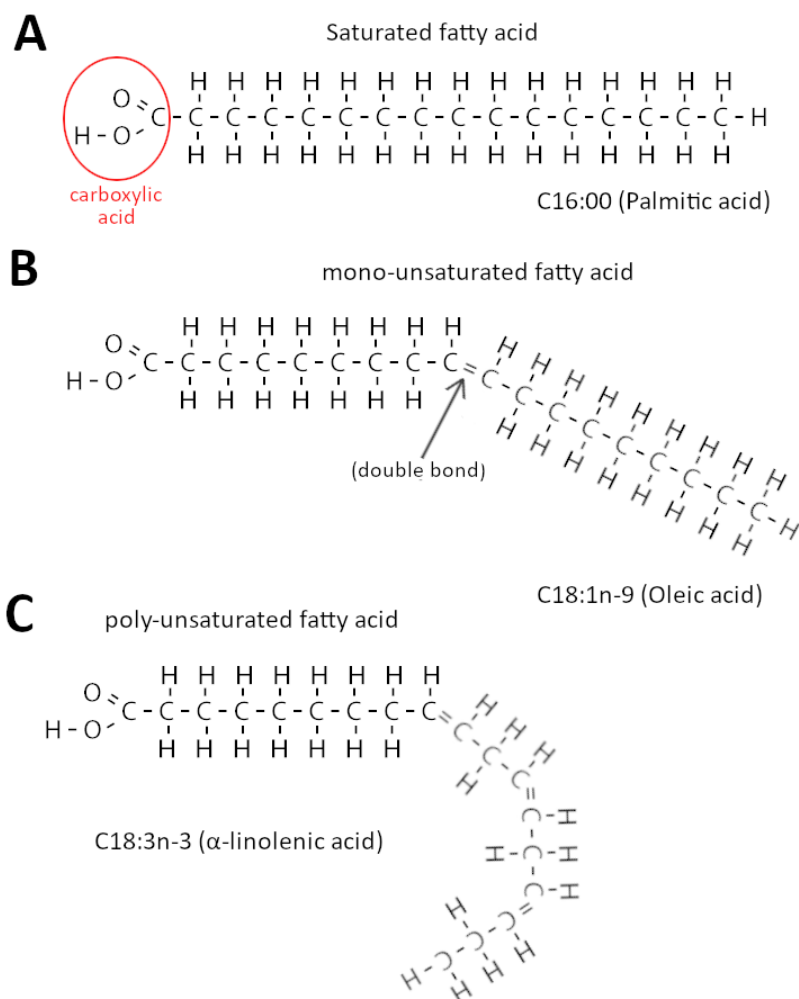 A
Saturated fatty acid
H H H H H H H H H H H H H H H
O=C-C-C-C-C-C-C-C-C-C-C-C-C-C-C-C-H
H-O
H H H H H H H H H H H H H H H
carboxylic
acid
C16:00 (Palmitic acid)
B
mono-unsaturated fatty acid
H H H H H H H H
O=C-C-C-C-C-C-C-C-C=C-C-C-C-C-C-C-C-C-H
H-O
H H H H H H H
H H H H H H H H H
H H H H H H H H
(double bond)
C18:1n-9 (Oleic acid)
C
poly-unsaturated fatty acid
H H H H H H H H
O=C-C-C-C-C-C-C-C-C=C-C-C
H-O
H H H H H H H
H H H
H
C-H
H-C-H
C-H
H C H
C H
H-C H
C18:3n-3 (α-linolenic acid)